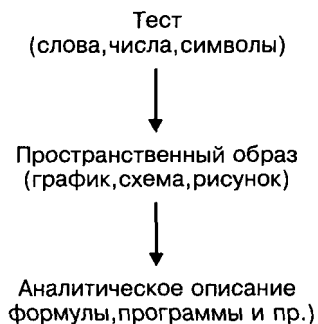 Тест
(слова,числа,символы)
Пространственный образ
(график,схема,рисунок)
Аналитическое описание
формулы,программы и пр.)